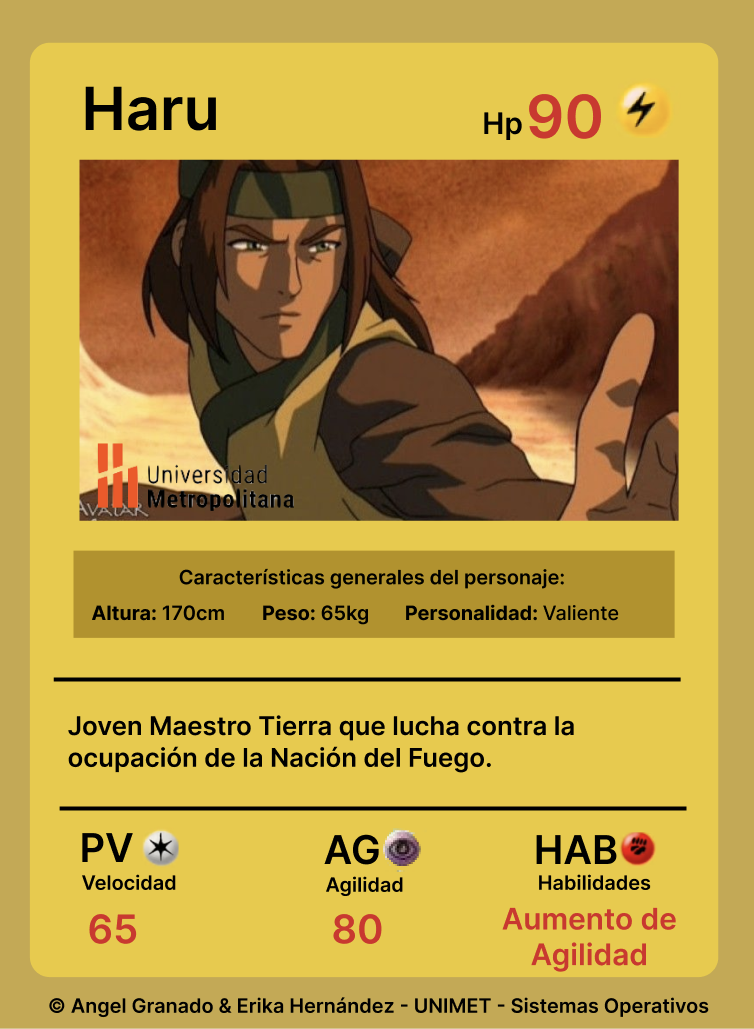 Haru
Hp 90
Universidad
Metropolitana
AVATAR
Características generales del personaje:
Altura: 170cm Peso: 65kg Personalidad: Valiente
Joven Maestro Tierra que lucha contra la
ocupación de la Nación del Fuego.
PV AG HAB
Velocidad Agilidad Habilidades
65 80 Aumento de
Agilidad
© Angel Granado & Erika Hernández - UNIMET - Sistemas Operativos